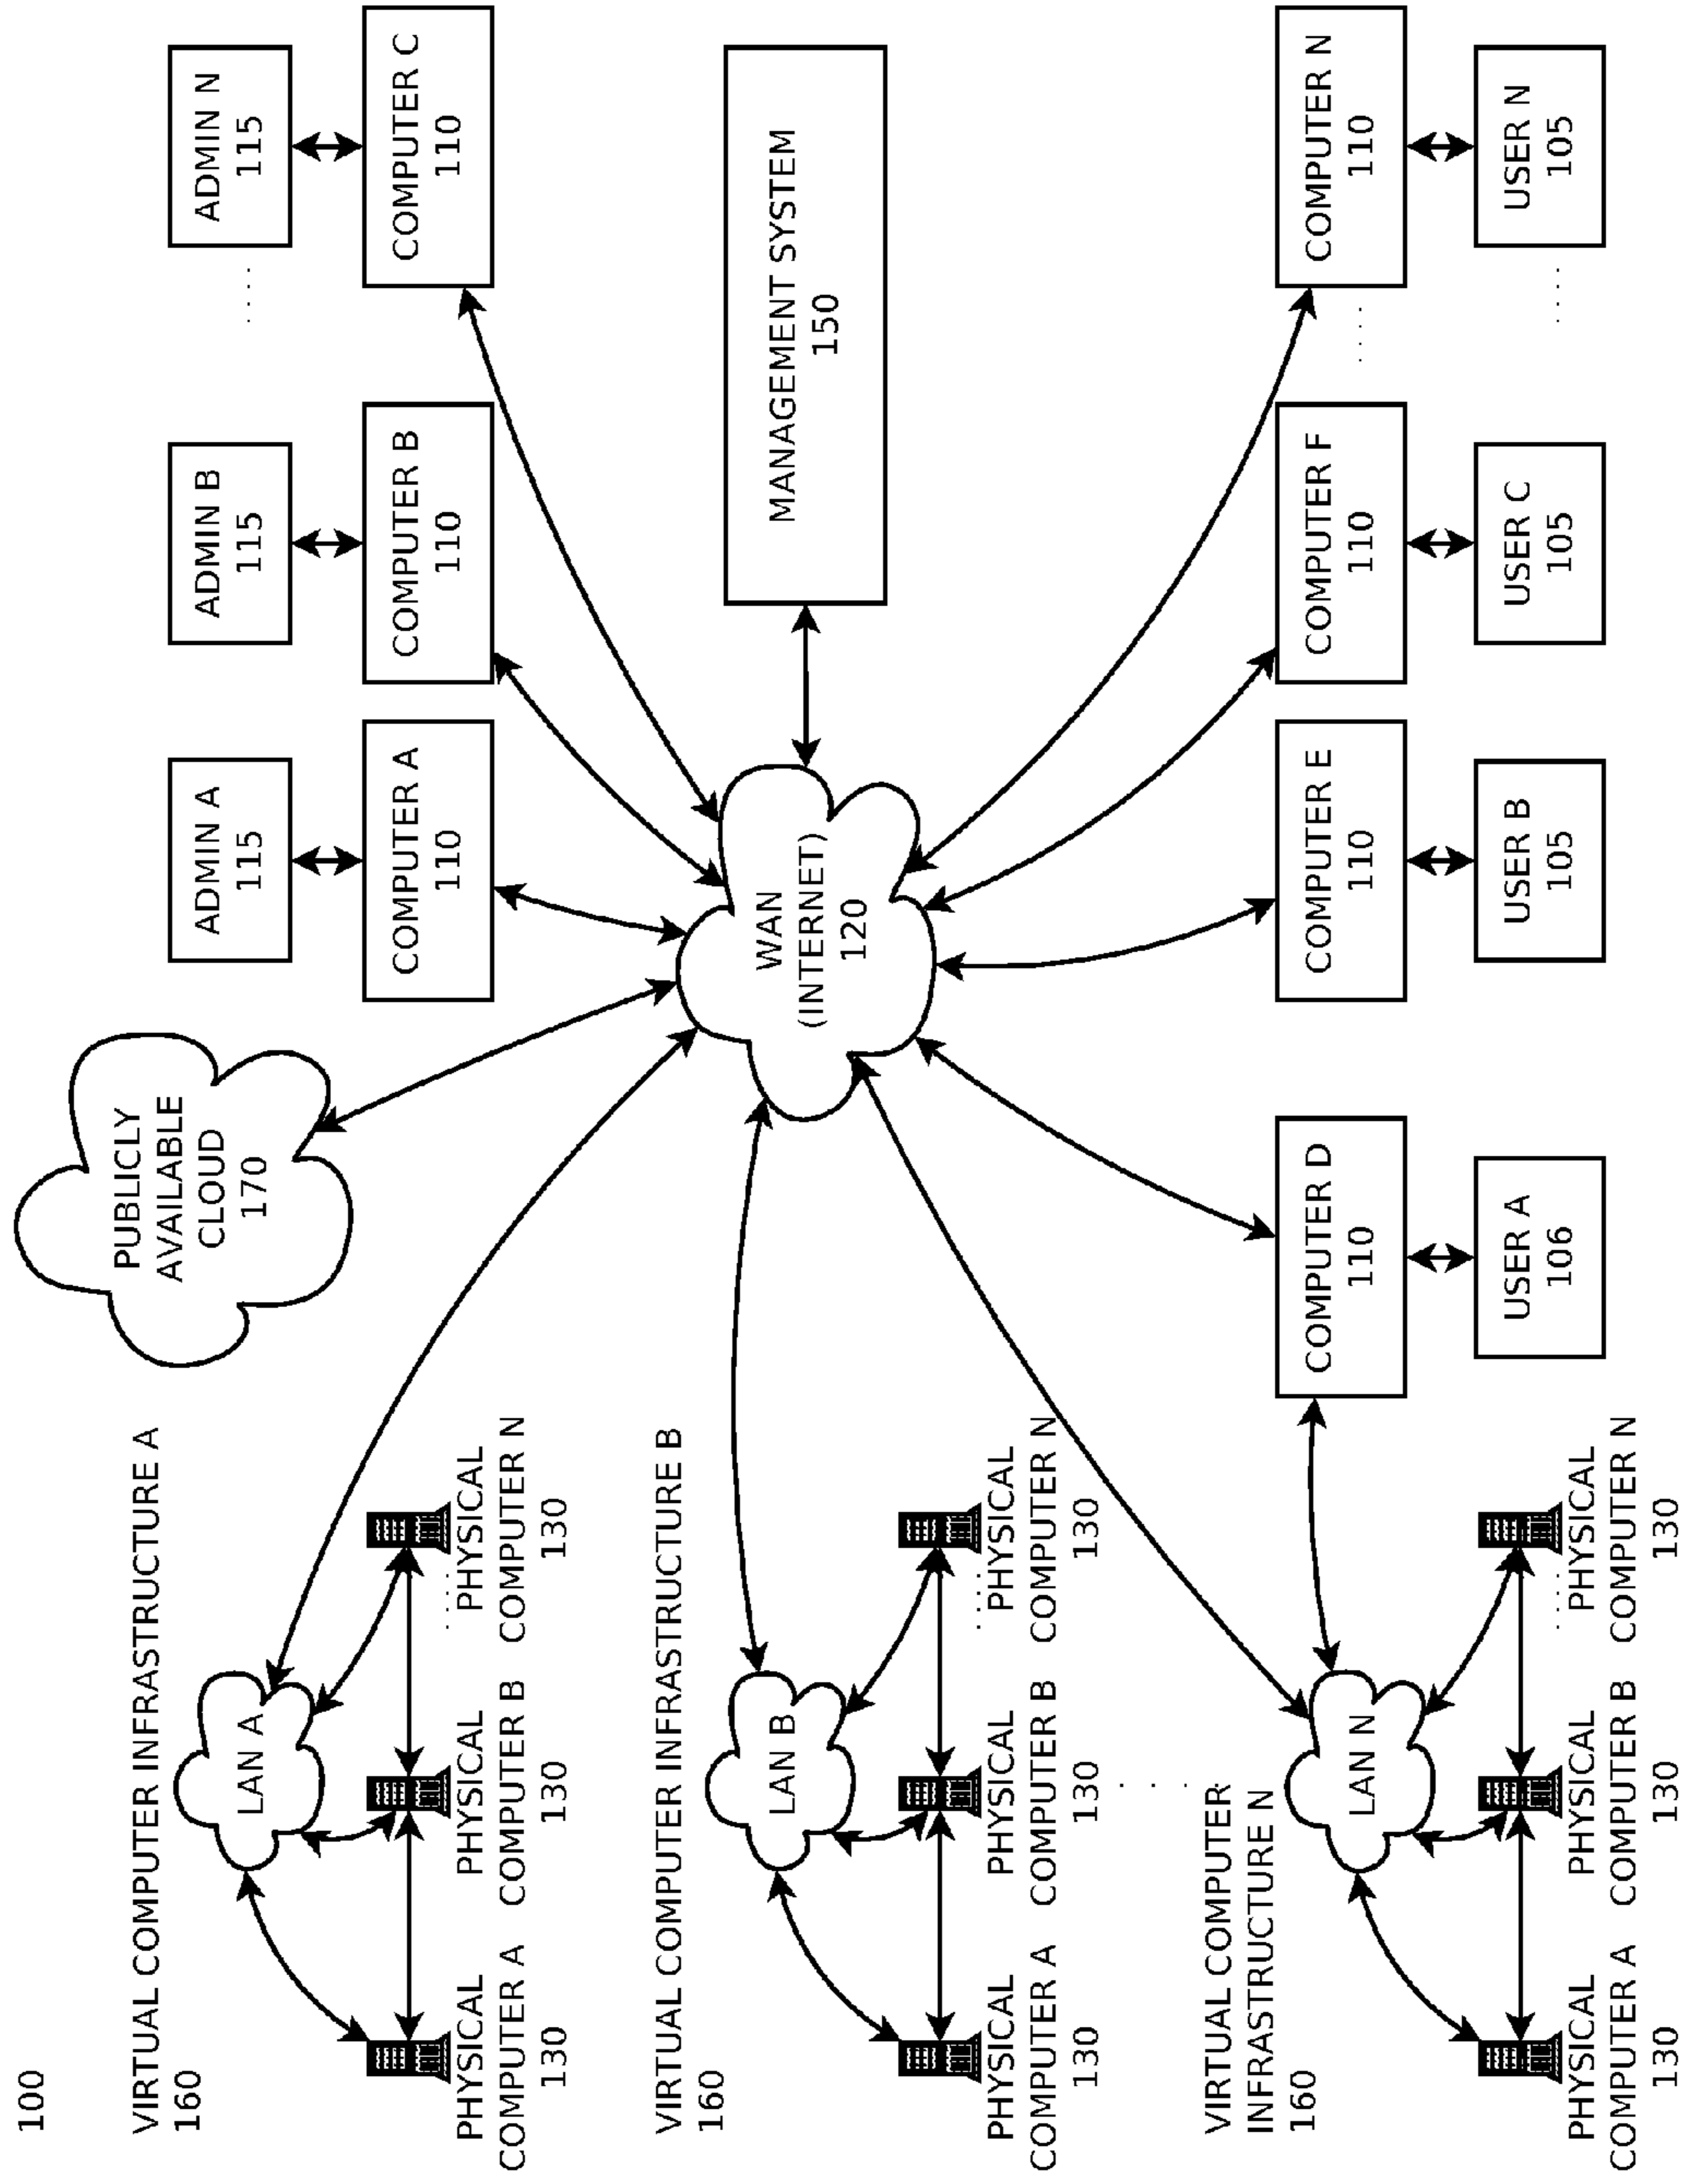 100
VIRTUAL COMPUTER INFRASTRUCTURE A
160
LAN A
PHYSICAL
COMPUTER A
130
PHYSICAL
COMPUTER B
130
. . . .
PHYSICAL
COMPUTER N
130
VIRTUAL COMPUTER INFRASTRUCTURE B
160
LAN B
PHYSICAL
COMPUTER A
130
PHYSICAL
COMPUTER B
130
. . . .
PHYSICAL
COMPUTER N
130
. . . .
VIRTUAL COMPUTER
INFRASTRUCTURE N
160
LAN N
PHYSICAL
COMPUTER A
130
PHYSICAL
COMPUTER B
130
. . . .
PHYSICAL
COMPUTER N
130
PUBLICLY
AVAILABLE
CLOUD
170
WAN
(INTERNET)
120
ADMIN A
115
COMPUTER A
110
ADMIN B
115
COMPUTER B
110
. . . .
ADMIN N
115
COMPUTER C
110
MANAGEMENT SYSTEM
150
COMPUTER D
110
USER A
106
COMPUTER E
110
USER B
105
COMPUTER F
110
USER C
105
. . . .
COMPUTER N
110
. . . .
USER N
105